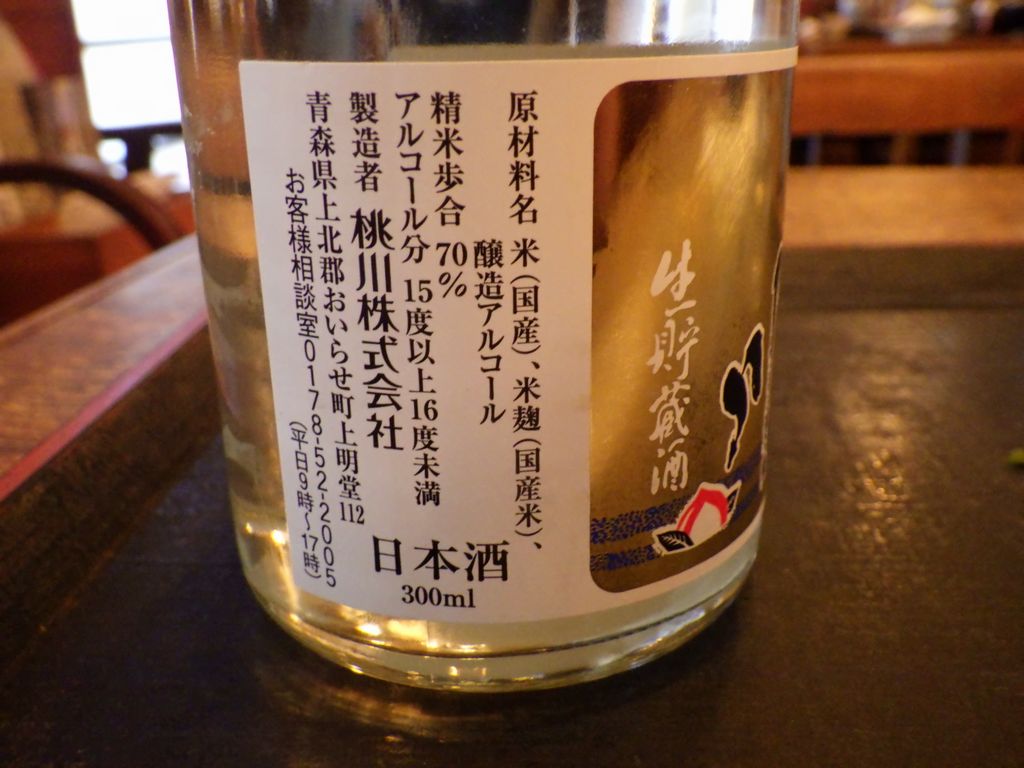 生貯蔵酒
原材料名 米(国産)、米麹(国産米)、
醸造アルコール
精米歩合 70%
アルコール分 15度以上16度未満
製造者 桃川株式会社
青森県上北郡おいらせ町上明堂112
お客様相談室0178-52-2005
(平日9時~17時)
日本酒
300ml